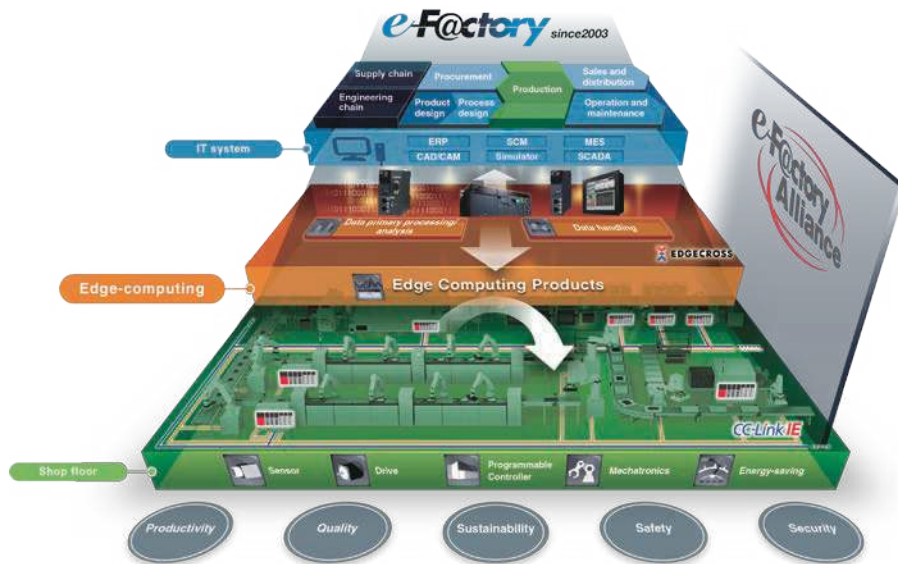 e-F@ctory since2003
Supply chain
Procurement
Production
Sales and
distribution
Engineering
chain
Product
design
Process
design
Operation and
maintenance
IT system
ERP
SCM
MES
CAD/CAM
Simulator
SCADA
e-F@ctory
Alliance
Data primary processing/
analysis
Data handling
EDGECROSS
Edge-computing
Edge Computing Products
CC-Link IE
Shop floor
Sensor
Drive
Programmable
Controller
Mechatronics
Energy-saving
Productivity
Quality
Sustainability
Safety
Security